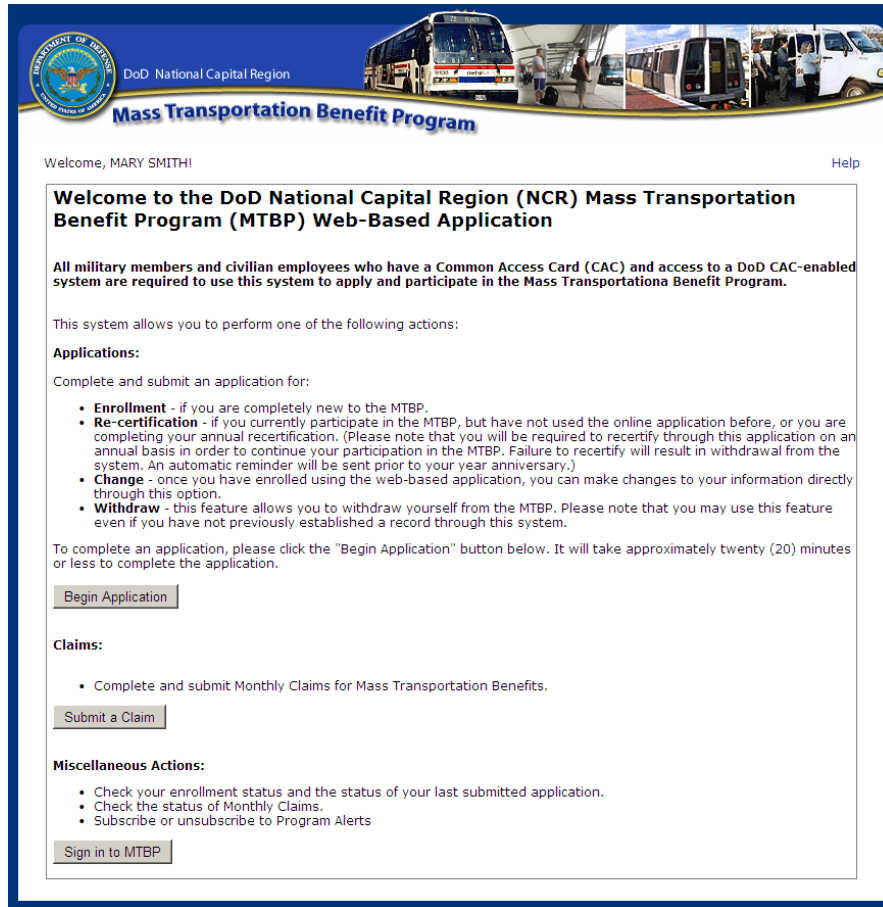 DEPARTMENT OF DEFENSE
UNITED STATES OF AMERICA
DoD National Capital Region
Mass Transportation Benefit Program
Welcome, MARY SMITH!
Help
Welcome to the DoD National Capital Region (NCR) Mass Transportation
Benefit Program (MTBP) Web-Based Application
All military members and civilian employees who have a Common Access Card (CAC) and access to a DoD CAC-enabled
system are required to use this system to apply and participate in the Mass Transportationa Benefit Program.
This system allows you to perform one of the following actions:
Applications:
Complete and submit an application for:
• Enrollment - if you are completely new to the MTBP.
• Re-certification - if you currently participate in the MTBP, but have not used the online application before, or you are
completing your annual recertification. (Please note that you will be required to recertify through this application on an
annual basis in order to continue your participation in the MTBP. Failure to recertify will result in withdrawal from the
system. An automatic reminder will be sent prior to your year anniversary.)
• Change - once you have enrolled using the web-based application, you can make changes to your information directly
through this option.
• Withdraw - this feature allows you to withdraw yourself from the MTBP. Please note that you may use this feature
even if you have not previously established a record through this system.
To complete an application, please click the "Begin Application" button below. It will take approximately twenty (20) minutes
or less to complete the application.
Begin Application
Claims:
• Complete and submit Monthly Claims for Mass Transportation Benefits.
Submit a Claim
Miscellaneous Actions:
• Check your enrollment status and the status of your last submitted application.
• Check the status of Monthly Claims.
• Subscribe or unsubscribe to Program Alerts
Sign in to MTBP